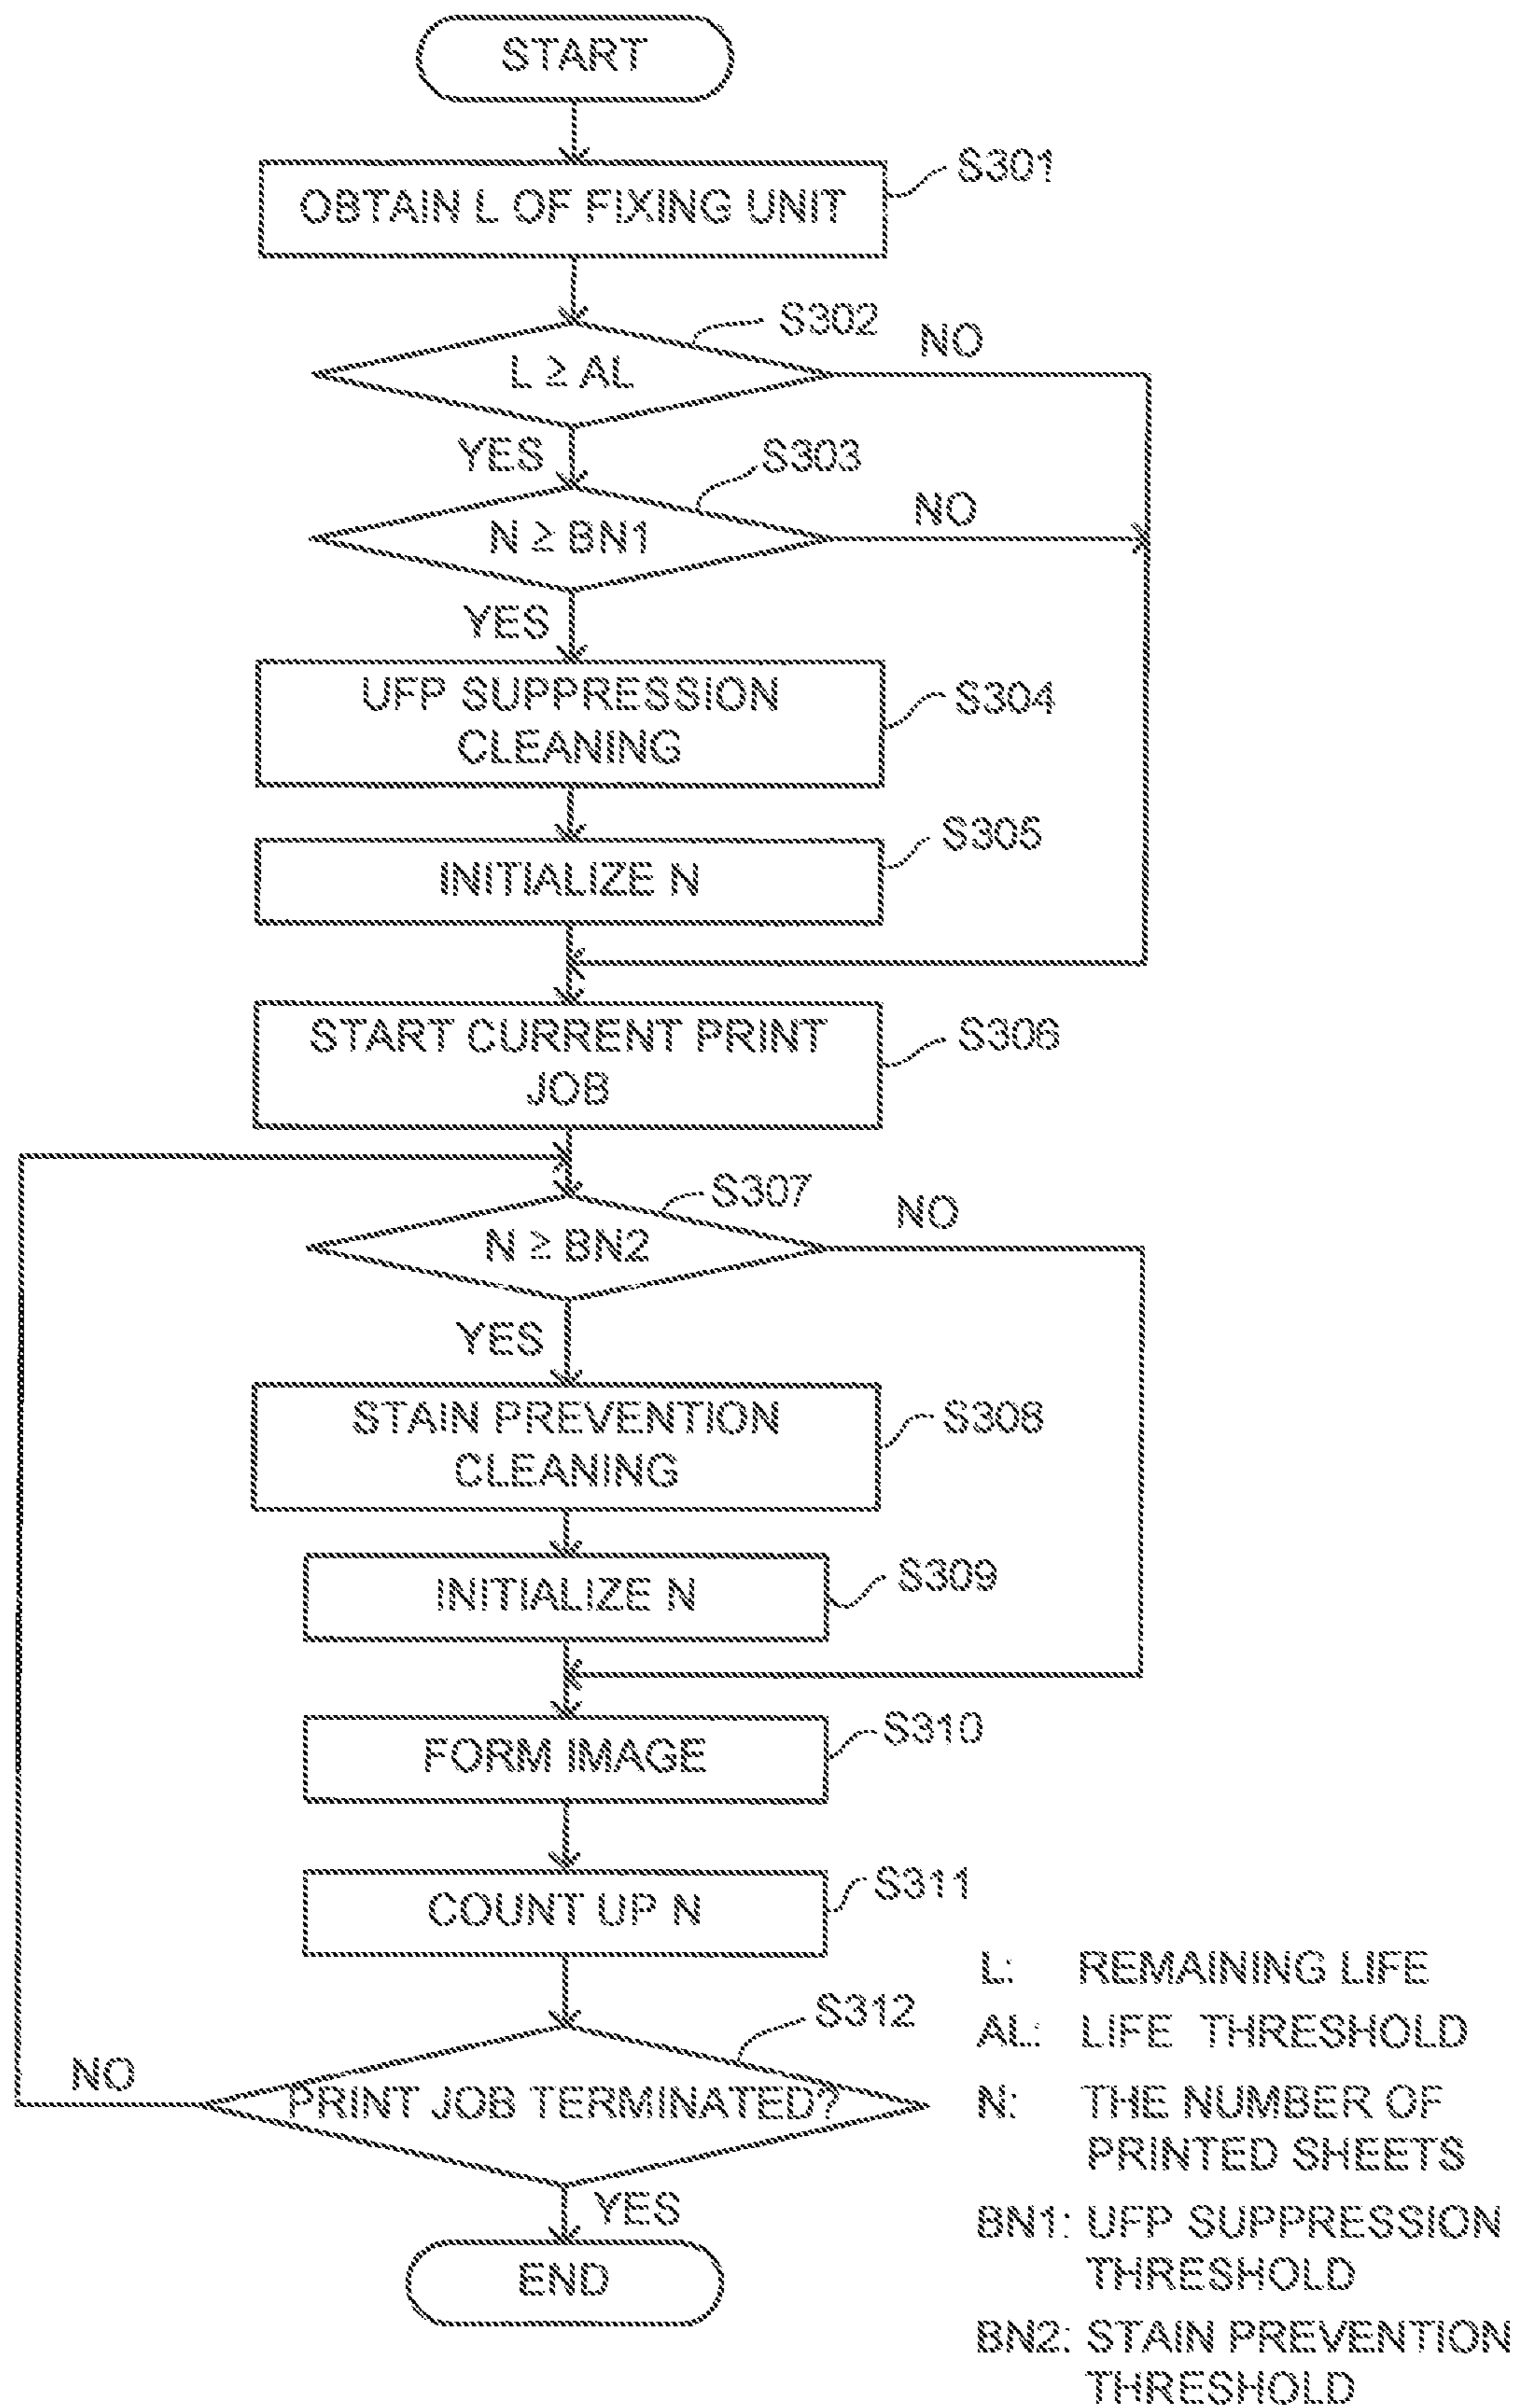 START
OBTAIN L OF FIXING UNIT
S301
L ≥ AL
S302
NO
YES
N ≥ BN1
S303
NO
YES
UFP SUPPRESSION
CLEANING
S304
INITIALIZE N
S305
START CURRENT PRINT
JOB
S306
N ≥ BN2
S307
NO
YES
STAIN PREVENTION
CLEANING
S308
INITIALIZE N
S309
FORM IMAGE
S310
COUNT UP N
S311
PRINT JOB TERMINATED?
S312
NO
YES
END
L: REMAINING LIFE
AL: LIFE THRESHOLD
N: THE NUMBER OF
PRINTED SHEETS
BN1: UFP SUPPRESSION
THRESHOLD
BN2: STAIN PREVENTION
THRESHOLD